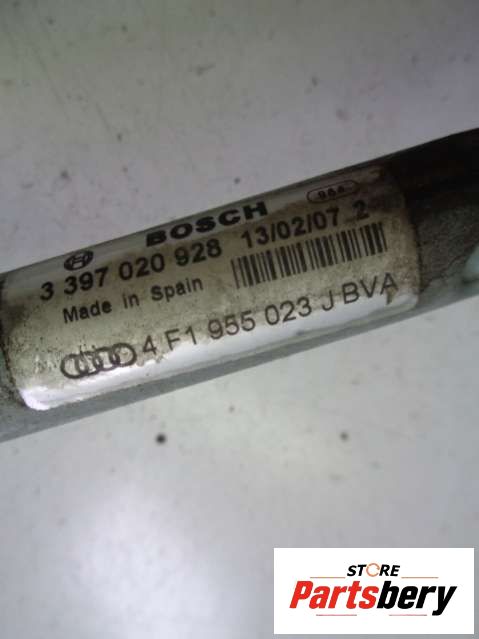 984
BOSCH
3 397 020 928 13/02/07 2
Made in Spain
4 F1 955 023 J BVA
STORE
Partsbery